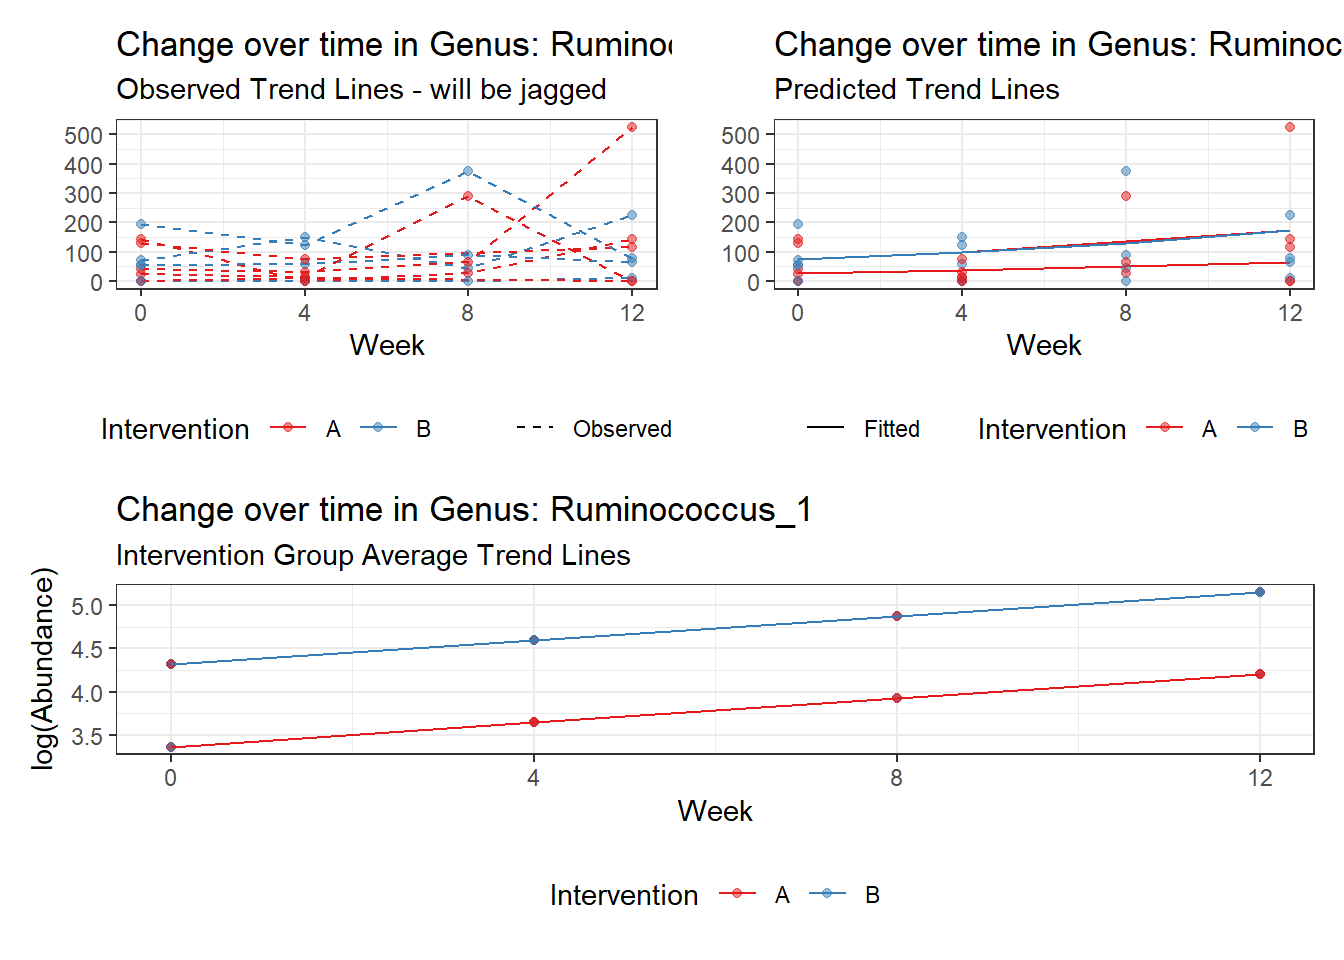 Change over time in Genus: Ruminoc
Observed Trend Lines - will be jagged
500
400
300
200
100
0
0 4 8 12
Week
Intervention A B Observed
Change over time in Genus: Ruminoc
Predicted Trend Lines
500
400
300
200
100
0
0 4 8 12
Week
Fitted Intervention A B
Change over time in Genus: Ruminococcus_1
Intervention Group Average Trend Lines
log(Abundance)
5.0
4.5
4.0
3.5
0 4 8 12
Week
Intervention A B